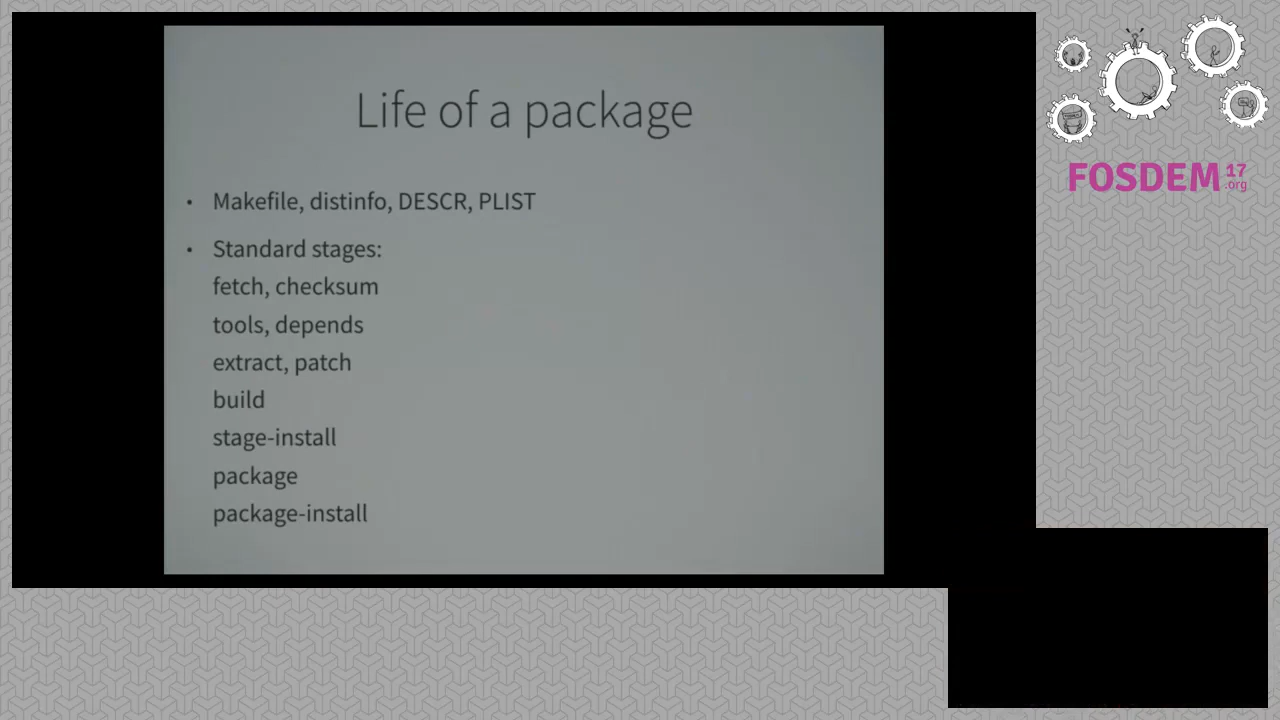 Life of a package
• Makefile, distinfo, DESCR, PLIST
• Standard stages:
fetch, checksum
tools, depends
extract, patch
build
stage-install
package
package-install
FOSDEM 17 .org